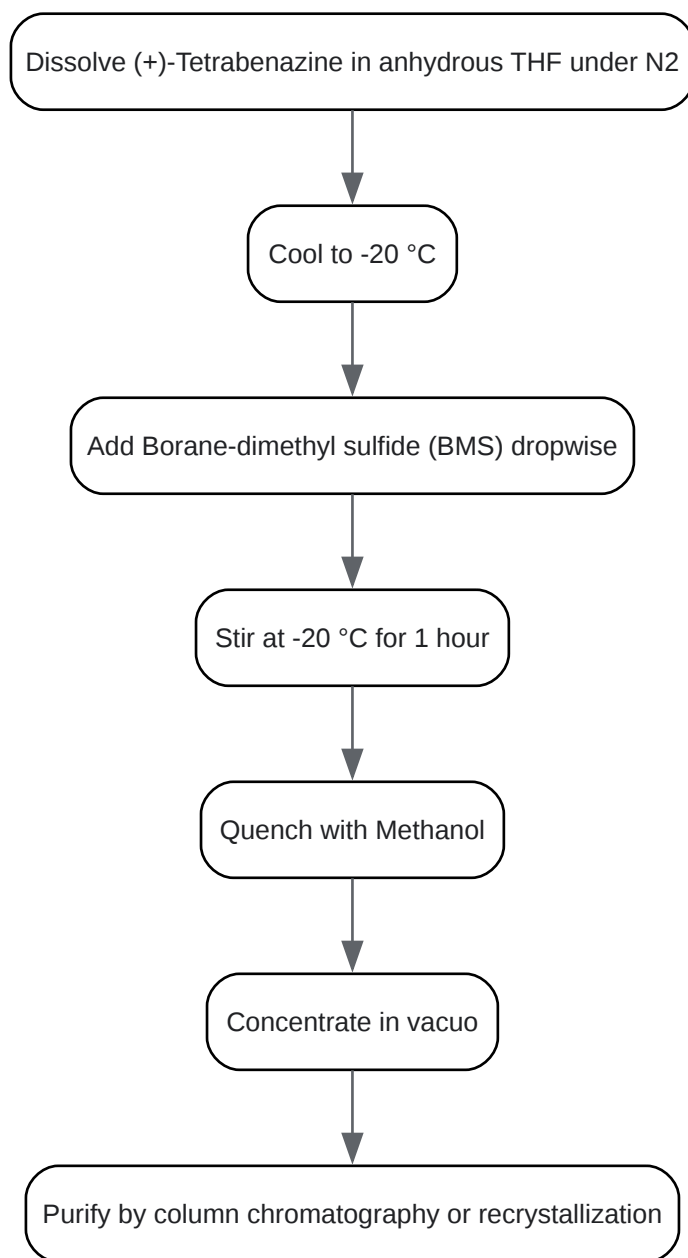 Dissolve (+)-Tetrabenazine in anhydrous THF under N2
Cool to -20 °C
Add Borane-dimethyl sulfide (BMS) dropwise
Stir at -20 °C for 1 hour
Quench with Methanol
Concentrate in vacuo
Purify by column chromatography or recrystallization